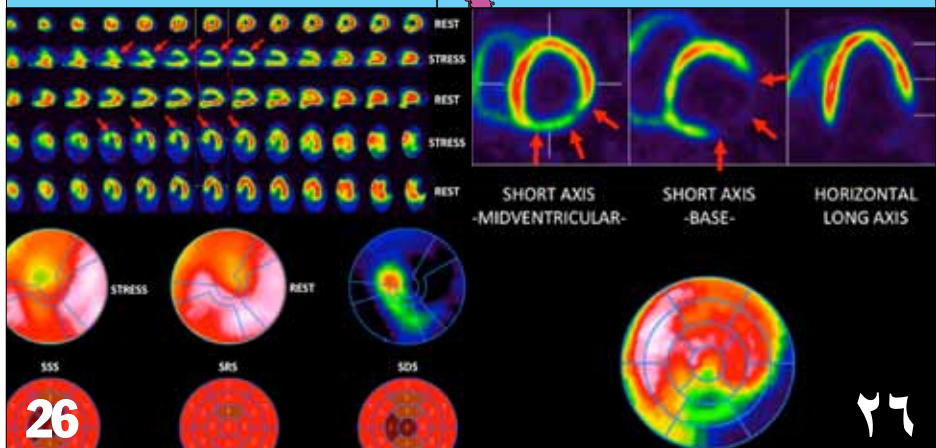 REST
STRESS
REST
STRESS
REST
SHORT AXIS
-MIDVENTRICULAR-
SHORT AXIS
-BASE-
HORIZONTAL
LONG AXIS
STRESS
REST
SSS
SRS
SDS
26
٢٦